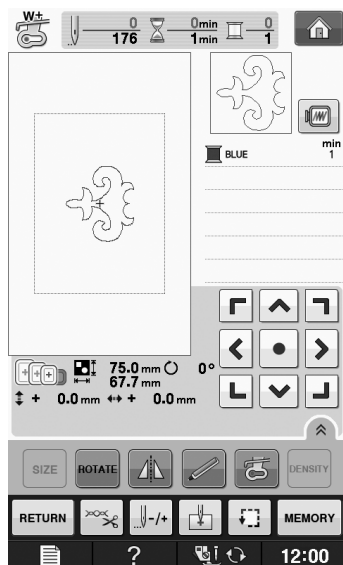 W+
0
176
0min
1min
0
1
min
BLUE 1
75.0 mm 0°
67.7 mm
+ 0.0 mm + 0.0 mm
SIZE ROTATE DENSITY
RETURN -/+ MEMORY
? 12:00